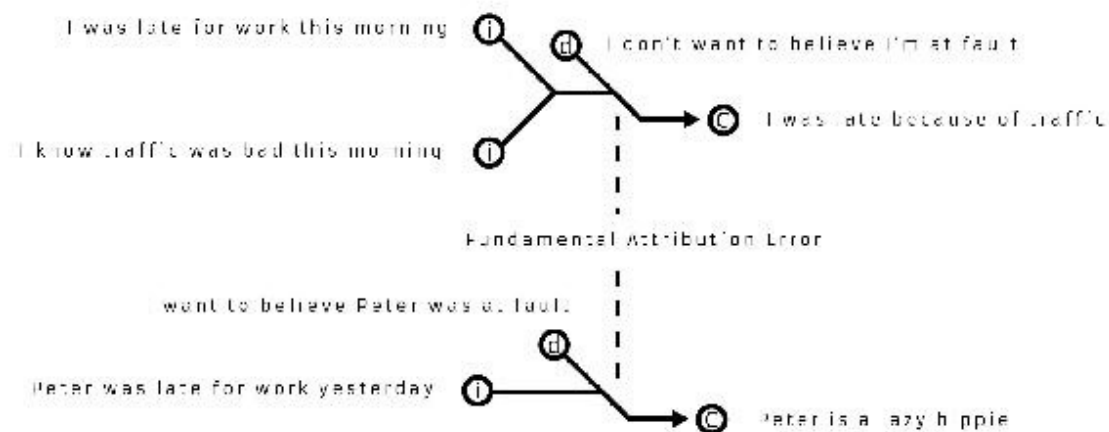 I was late for work this morning
i
d
I don't want to believe I'm at fault
C
I was late because of traffic
I know traffic was bad this morning
i
Fundamental Attribution Error
I want to believe Peter was at fault
d
Peter was late for work yesterday
i
C
Peter is a lazy hippie